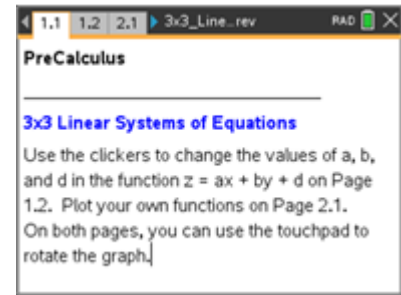 1.1 1.2 2.1 3x3_Line...rev RAD
PreCalculus
3x3 Linear Systems of Equations
Use the clickers to change the values of a, b,
and d in the function z = ax + by + d on Page
1.2. Plot your own functions on Page 2.1.
On both pages, you can use the touchpad to
rotate the graph.